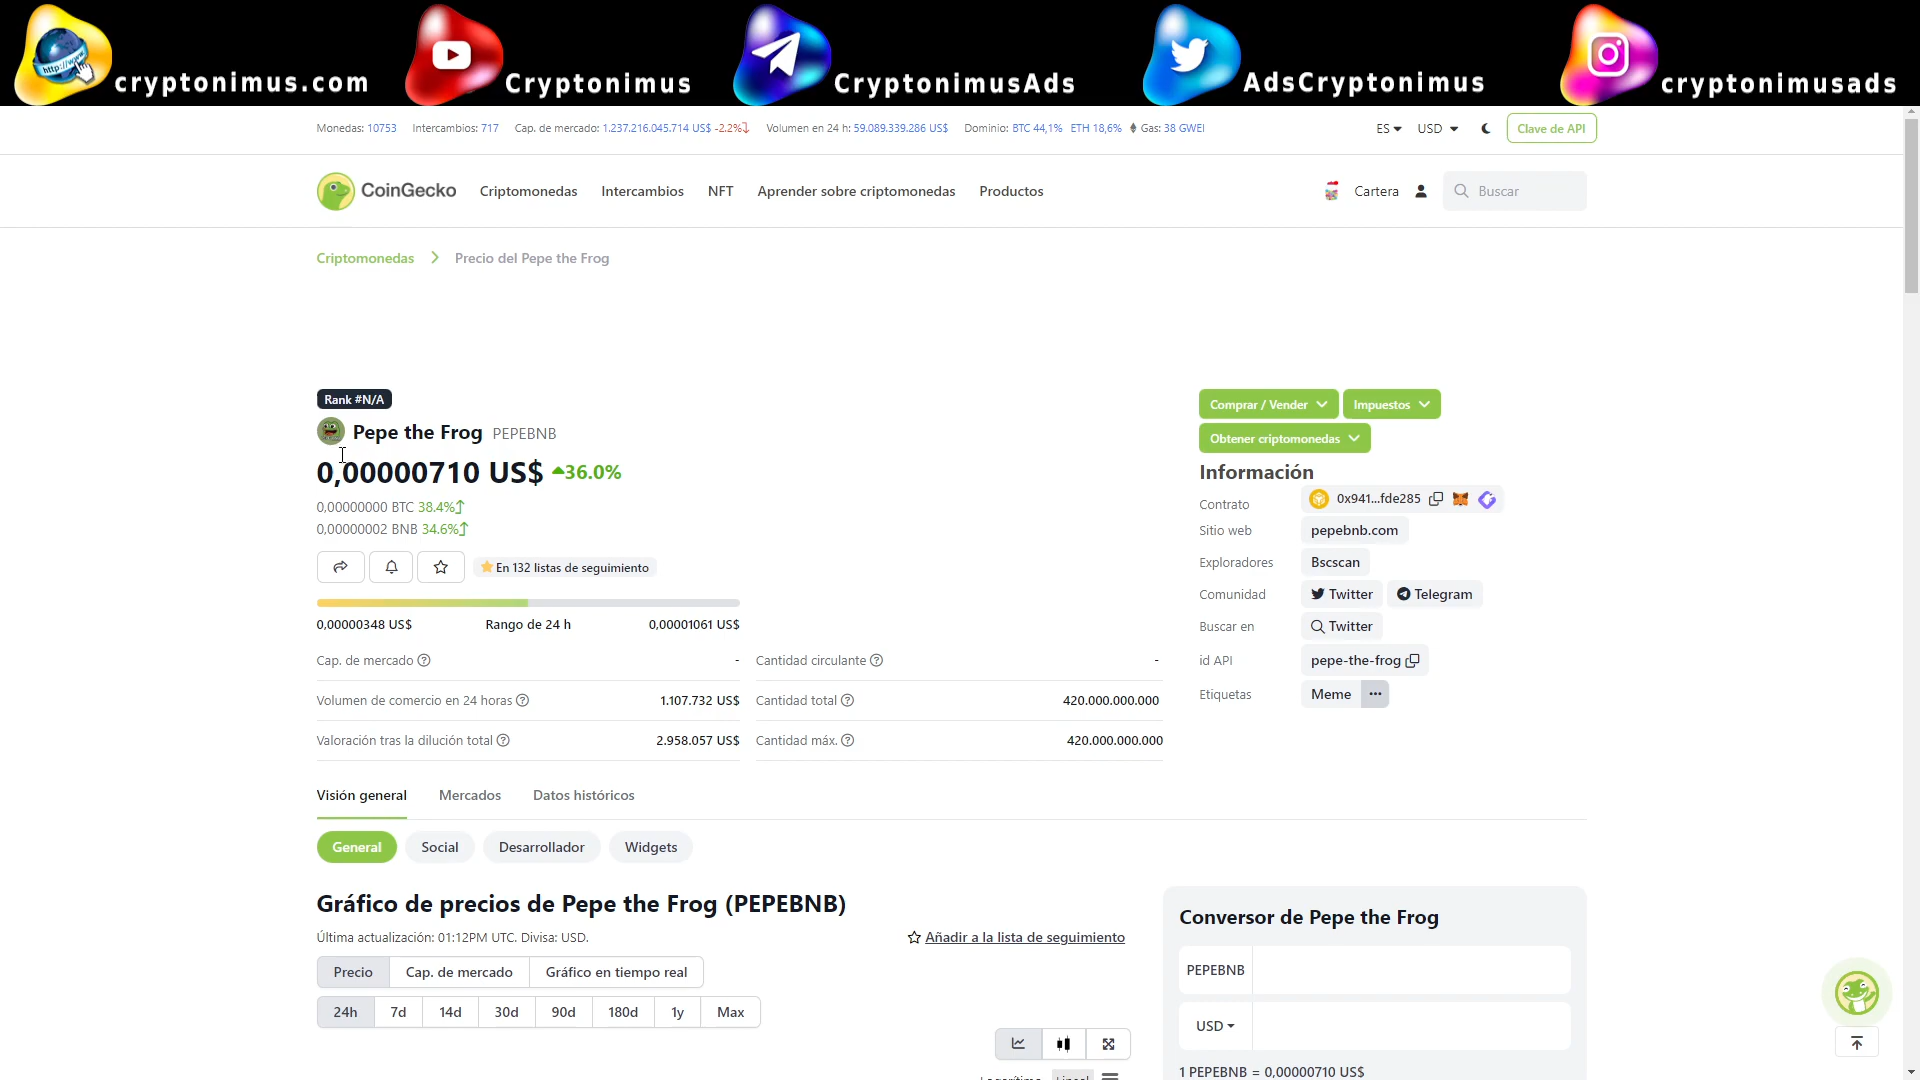 http://www.
cryptonimus.com
Cryptonimus
CryptonimusAds
AdsCryptonimus
cryptonimusads
Monedas: 10753 Intercambios: 717 Cap. de mercado: 1.237.216.045.714 US$ -2.2% Volumen en 24 h: 59.089.339.286 US$ Dominio: BTC 44,1% ETH 18,6% Gas: 38 GWEI
ES USD Clave de API
CoinGecko Criptomonedas Intercambios NFT Aprender sobre criptomonedas Productos
Cartera Buscar
Criptomonedas Precio del Pepe the Frog
Rank #N/A
Pepe the Frog PEPEBNB
0,00000710 US$ 36.0%
0,00000000 BTC 38.4%
0,00000002 BNB 34.6%
En 132 listas de seguimiento
0,00000348 US$ Rango de 24 h 0,00001061 US$
Cap. de mercado -
Volumen de comercio en 24 horas 1.107.732 US$
Valoración tras la dilución total 2.958.057 US$
Cantidad circulante -
Cantidad total 420.000.000.000
Cantidad máx. 420.000.000.000
Comprar / Vender Impuestos
Obtener criptomonedas
Información
Contrato 0x941...fde285
Sitio web pepebnb.com
Exploradores Bscscan
Comunidad Twitter Telegram
Buscar en Twitter
id API pepe-the-frog
Etiquetas Meme ...
Visión general Mercados Datos históricos
General Social Desarrollador Widgets
Gráfico de precios de Pepe the Frog (PEPEBNB)
Última actualización: 01:12PM UTC. Divisa: USD.
Añadir a la lista de seguimiento
Precio Cap. de mercado Gráfico en tiempo real
24h 7d 14d 30d 90d 180d 1y Max
Conversor de Pepe the Frog
PEPEBNB
USD
1 PEPEBNB = 0,00000710 US$